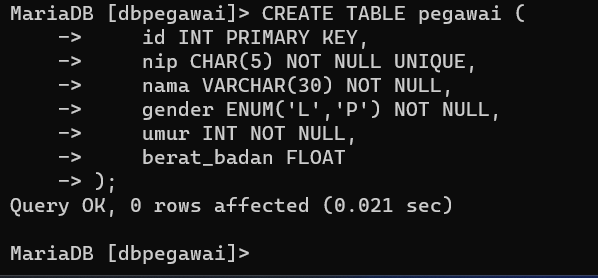 MariaDB [dbpegawai]> CREATE TABLE pegawai (
    ->     id INT PRIMARY KEY,
    ->     nip CHAR(5) NOT NULL UNIQUE,
    ->     nama VARCHAR(30) NOT NULL,
    ->     gender ENUM('L','P') NOT NULL,
    ->     umur INT NOT NULL,
    ->     berat_badan FLOAT
    -> );
Query OK, 0 rows affected (0.021 sec)
MariaDB [dbpegawai]>